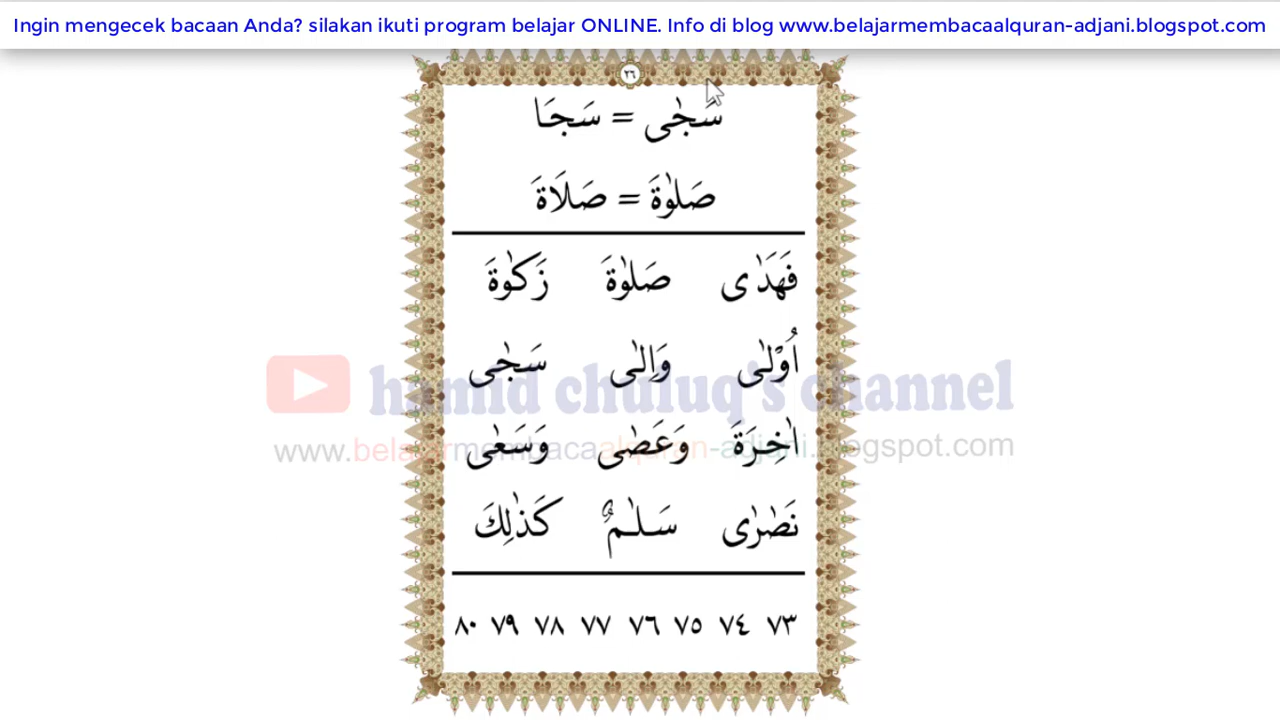 Ingin mengecek bacaan Anda? silakan ikuti program belajar ONLINE. Info di blog www.belajarmembacaalquran-adjani.blogspot.com
٢٦
سَجٰى = سَجَا
صَلٰوةَ = صَلَاةَ
فَهَدٰى صَلٰوةَ زَكٰوةَ
اُوْلٰى وَاِلٰى سَجٰى
hamid chuluq's channel
اٰخِرَةَ وَعَصٰى وَسَعٰى
www.belajarmembacaalquran-adjani.blogspot.com
نَصٰرٰى سَلٰمٌ كَذٰلِكَ
٧٣ ٧٤ ٧٥ ٧٦ ٧٧ ٧٨ ٧٩ ٨٠